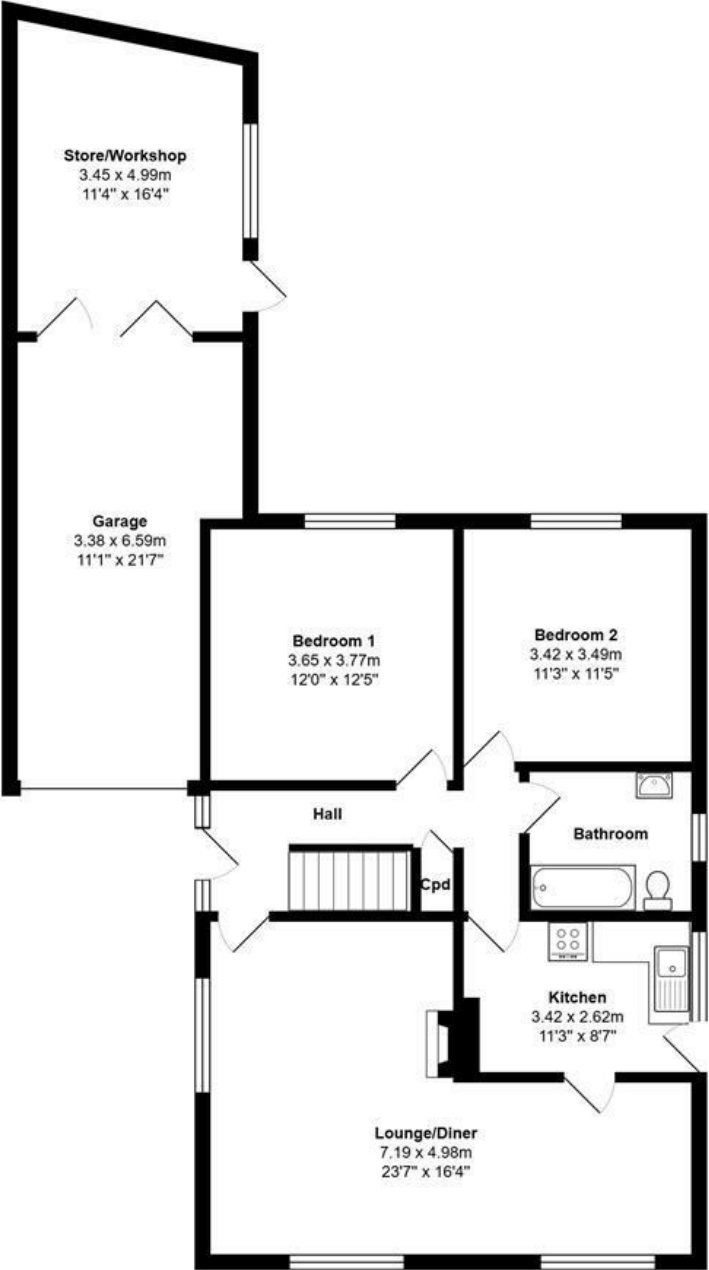 Store/Workshop
3.45 x 4.99m
11'4" x 16'4"
Garage
3.38 x 6.59m
11'1" x 21'7"
Bedroom 1
3.65 x 3.77m
12'0" x 12'5"
Bedroom 2
3.42 x 3.49m
11'3" x 11'5"
Hall
Bathroom
Cpd
Kitchen
3.42 x 2.62m
11'3" x 8'7"
Lounge/Diner
7.19 x 4.98m
23'7" x 16'4"